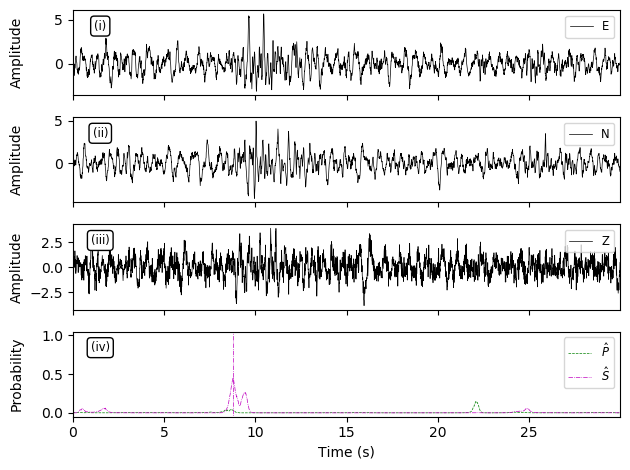 Amplitude
5
0
(i)
E
Amplitude
5
0
(ii)
N
Amplitude
2.5
0.0
−2.5
(iii)
Z
Probability
1.0
0.5
0.0
(iv)
P̂
Ŝ
0 5 10 15 20 25
Time (s)